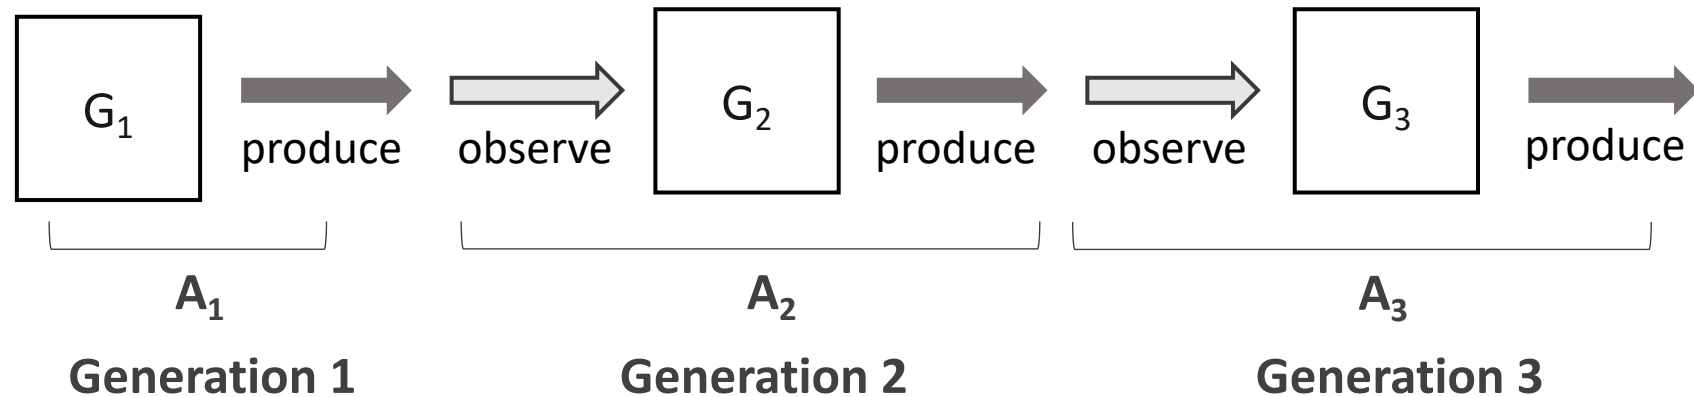 G₁
produce
observe
G₂
produce
observe
G₃
produce
A₁
A₂
A₃
Generation 1
Generation 2
Generation 3